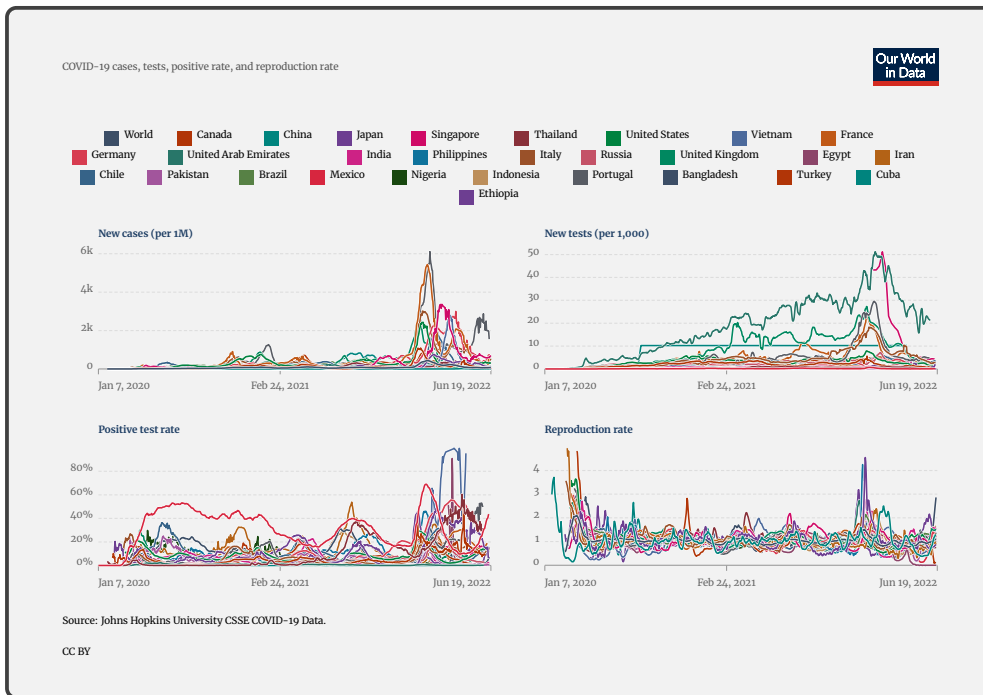 COVID-19 cases, tests, positive rate, and reproduction rate
Our World
in Data
World Canada China Japan Singapore Thailand United States Vietnam France
Germany United Arab Emirates India Philippines Italy Russia United Kingdom Egypt Iran
Chile Pakistan Brazil Mexico Nigeria Indonesia Portugal Bangladesh Turkey Cuba
Ethiopia
New cases (per 1M)
6k
4k
2k
0
Jan 7, 2020 Feb 24, 2021 Jun 19, 2022
New tests (per 1,000)
50
40
30
20
10
0
Jan 7, 2020 Feb 24, 2021 Jun 19, 2022
Positive test rate
80%
60%
40%
20%
0%
Jan 7, 2020 Feb 24, 2021 Jun 19, 2022
Reproduction rate
4
3
2
1
0
Jan 7, 2020 Feb 24, 2021 Jun 19, 2022
Source: Johns Hopkins University CSSE COVID-19 Data.
CC BY